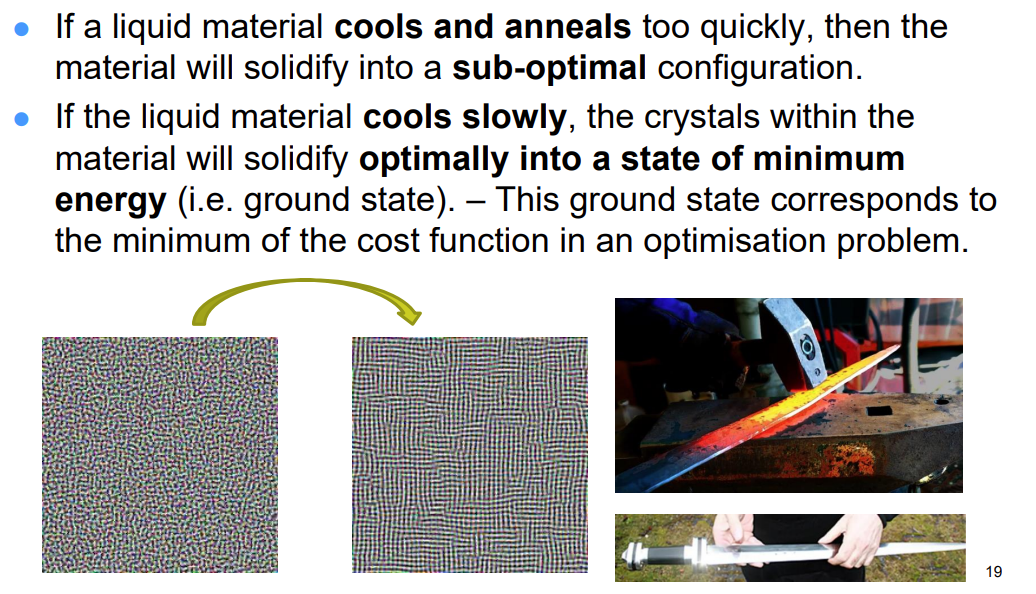 If a liquid material cools and anneals too quickly, then the
material will solidify into a sub-optimal configuration.
If the liquid material cools slowly, the crystals within the
material will solidify optimally into a state of minimum
energy (i.e. ground state). – This ground state corresponds to
the minimum of the cost function in an optimisation problem.
19